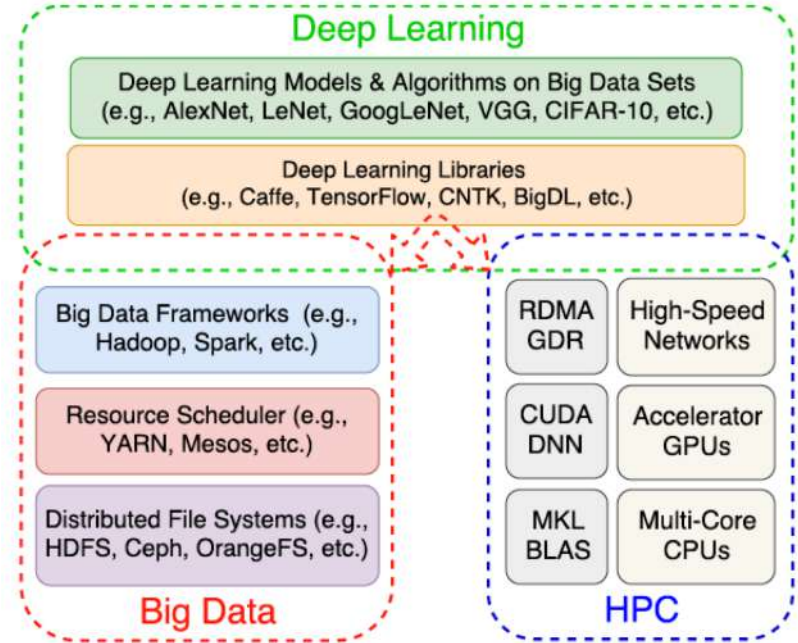 Deep Learning
Deep Learning Models & Algorithms on Big Data Sets
(e.g., AlexNet, LeNet, GoogLeNet, VGG, CIFAR-10, etc.)
Deep Learning Libraries
(e.g., Caffe, TensorFlow, CNTK, BigDL, etc.)
Big Data Frameworks (e.g.,
Hadoop, Spark, etc.)
Resource Scheduler (e.g.,
YARN, Mesos, etc.)
Distributed File Systems (e.g.,
HDFS, Ceph, OrangeFS, etc.)
Big Data
RDMA
GDR
High-Speed
Networks
CUDA
DNN
Accelerator
GPUs
MKL
BLAS
Multi-Core
CPUs
HPC